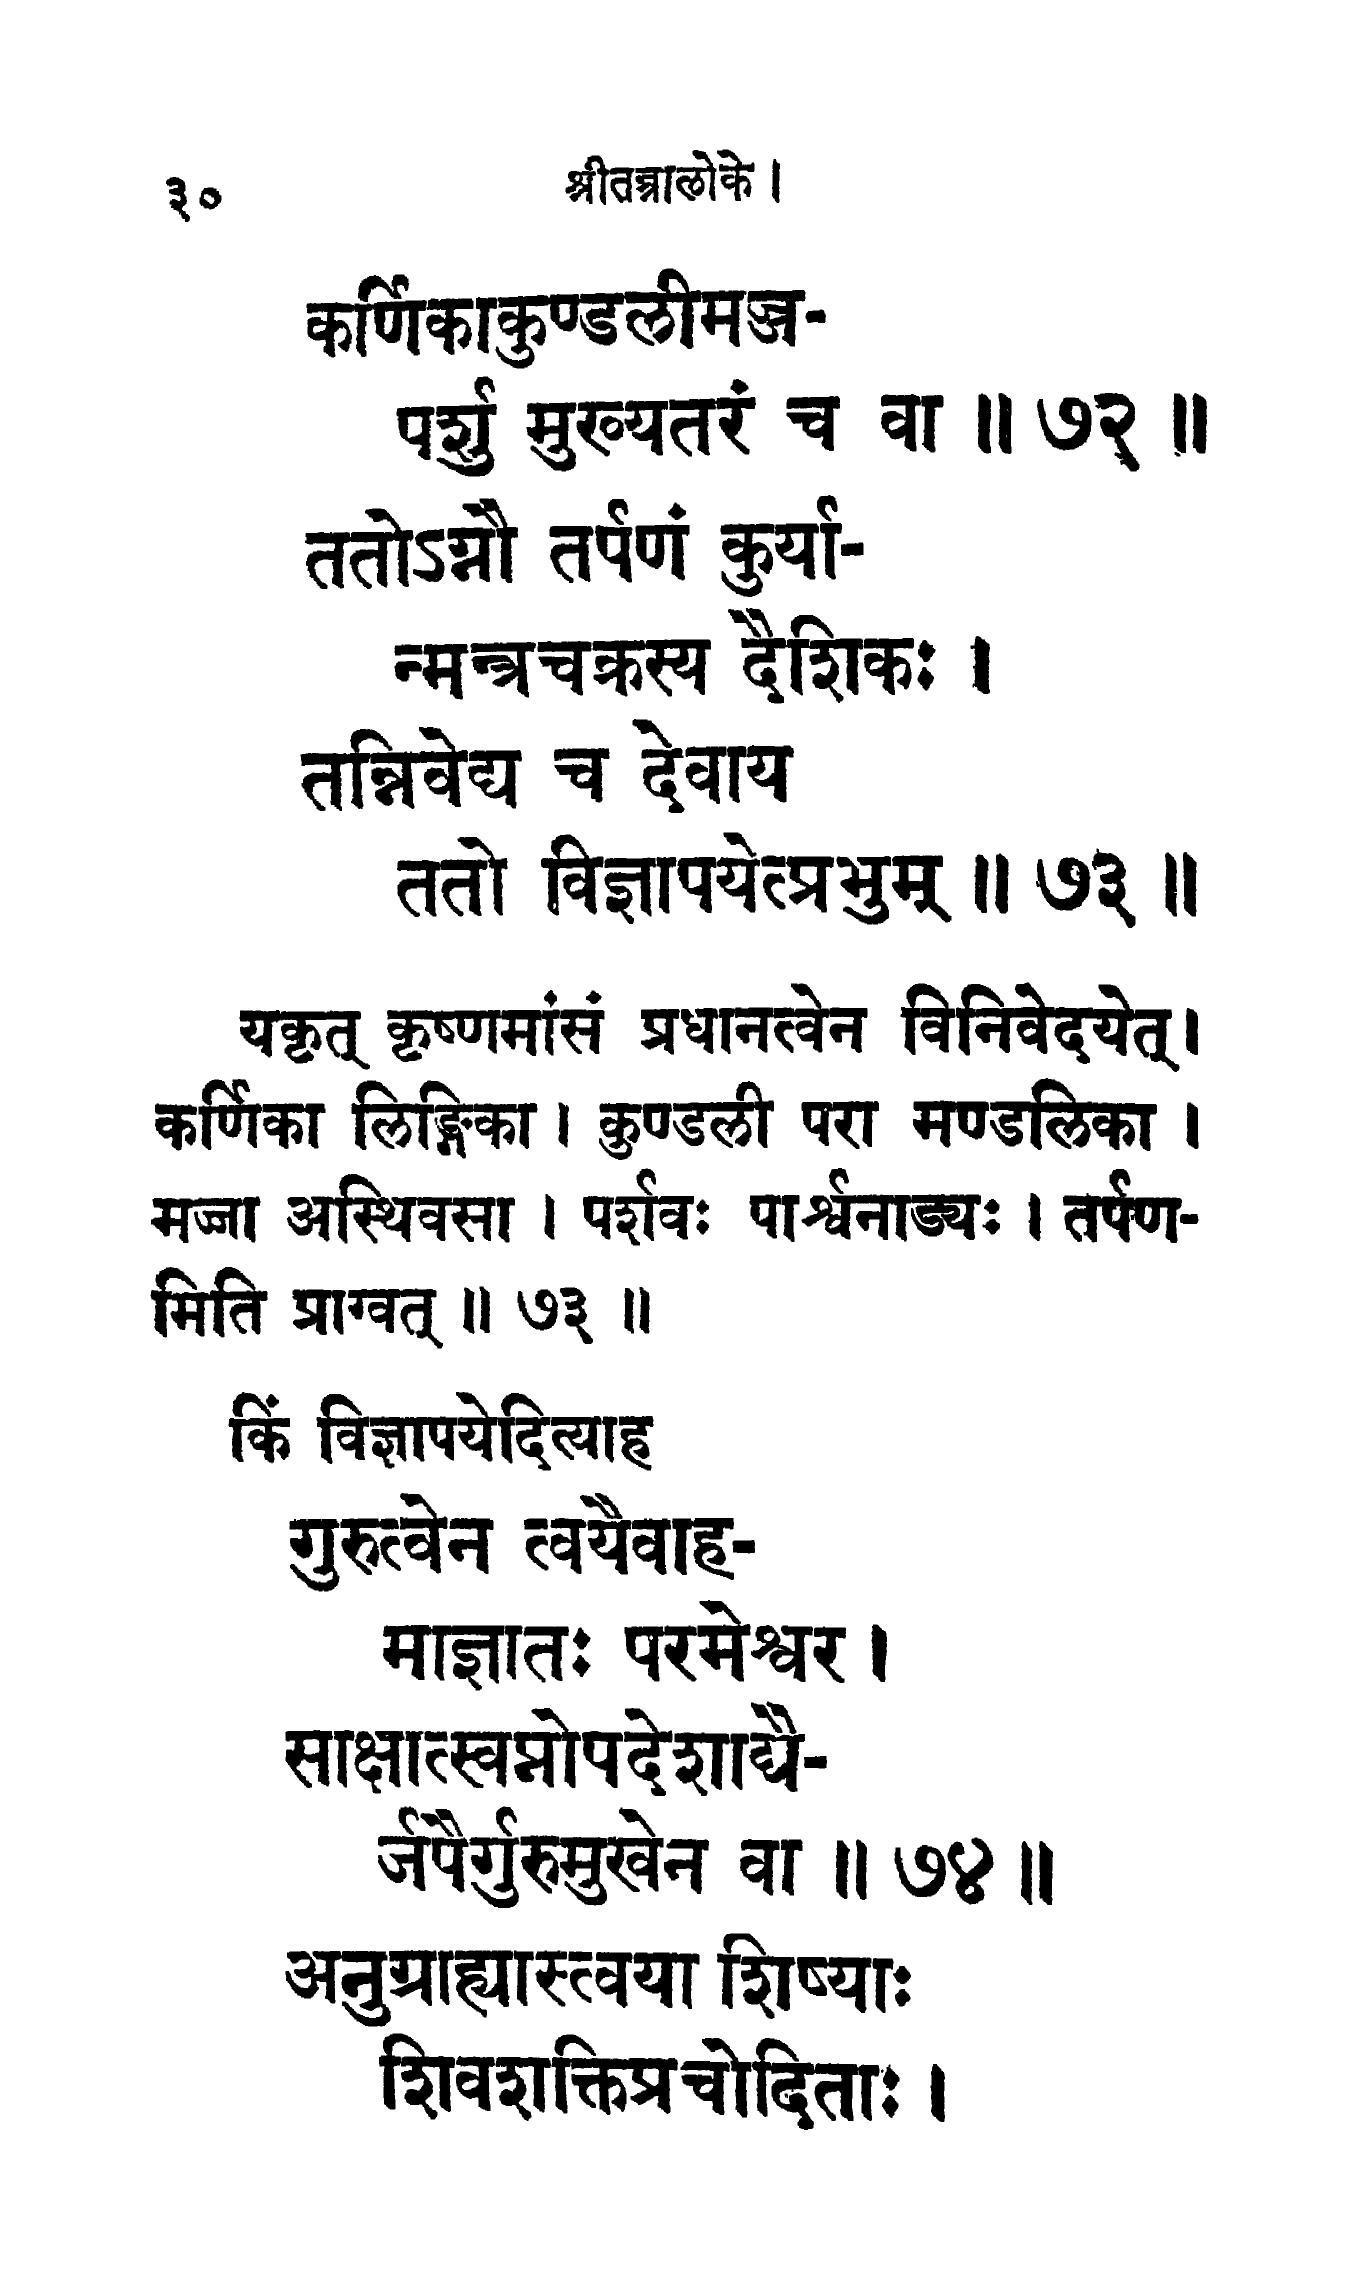 ३० श्रीतन्त्रालोके ।
कर्णिकाकुण्डलीमज्ज-
पर्शु मुख्यतरं च वा ॥ ७२ ॥
ततोऽग्नौ तर्पणं कुर्या-
न्मन्त्रचक्रस्य दैशिकः ।
तन्निवेद्य च देवाय
ततो विज्ञापयेत्प्रभुम् ॥ ७३ ॥
यकृत् कृष्णमांसं प्रधानत्वेन विनिवेदयेत् ।
कर्णिका लिङ्गिका । कुण्डली परा मण्डलिका ।
मज्जा अस्थिवसा । पर्शवः पार्श्वनाड्यः । तर्पण-
मिति प्राग्वत् ॥ ७३ ॥
किं विज्ञापयेदित्याह
गुरुत्वेन त्वयैवाह-
माज्ञातः परमेश्वर ।
साक्षात्स्वप्नोपदेशाद्यै-
र्जपैर्गुरुमुखेन वा ॥ ७४ ॥
अनुग्राह्यास्त्वया शिष्याः
शिवशक्तिप्रचोदिताः ।